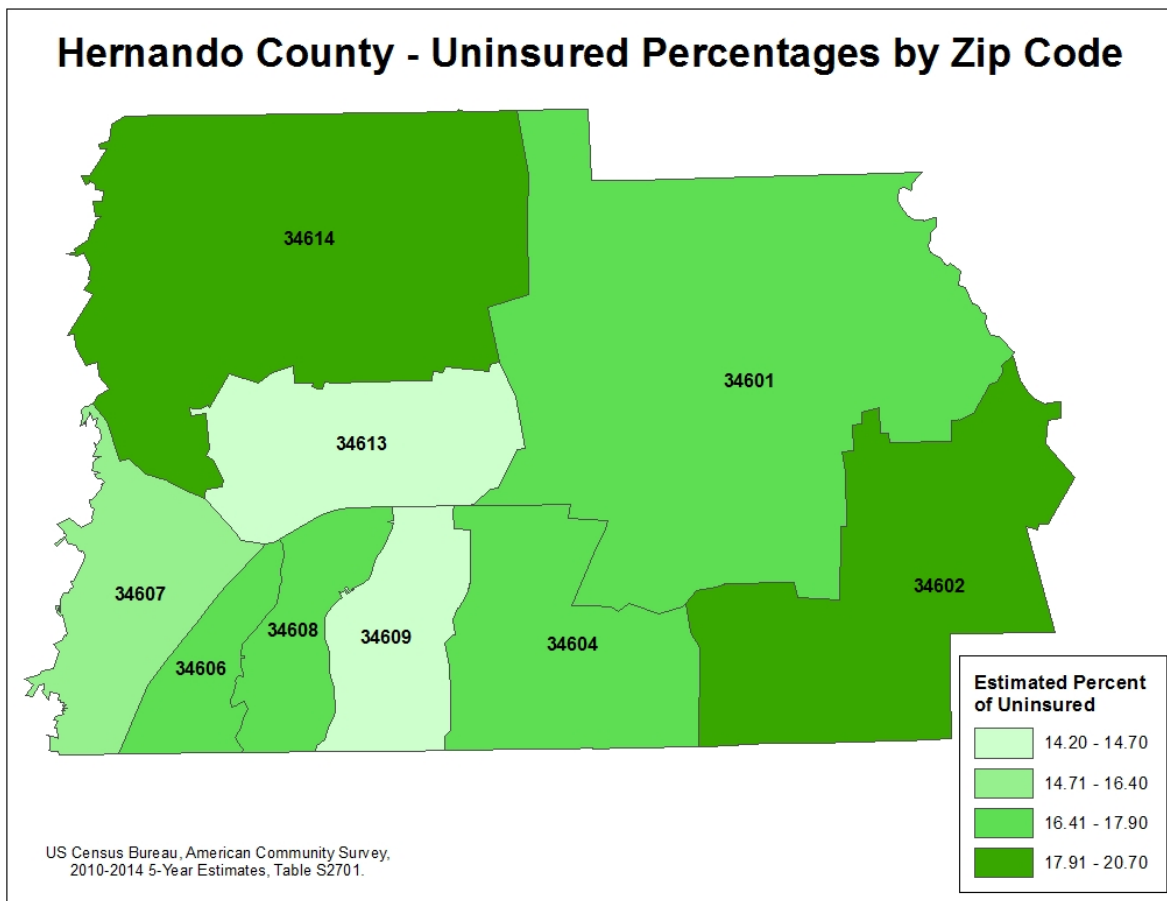 Hernando County - Uninsured Percentages by Zip Code
34614
34601
34613
34602
34607
34608
34609
34604
34606
Estimated Percent
of Uninsured
14.20 - 14.70
14.71 - 16.40
16.41 - 17.90
17.91 - 20.70
US Census Bureau, American Community Survey,
2010-2014 5-Year Estimates, Table S2701.